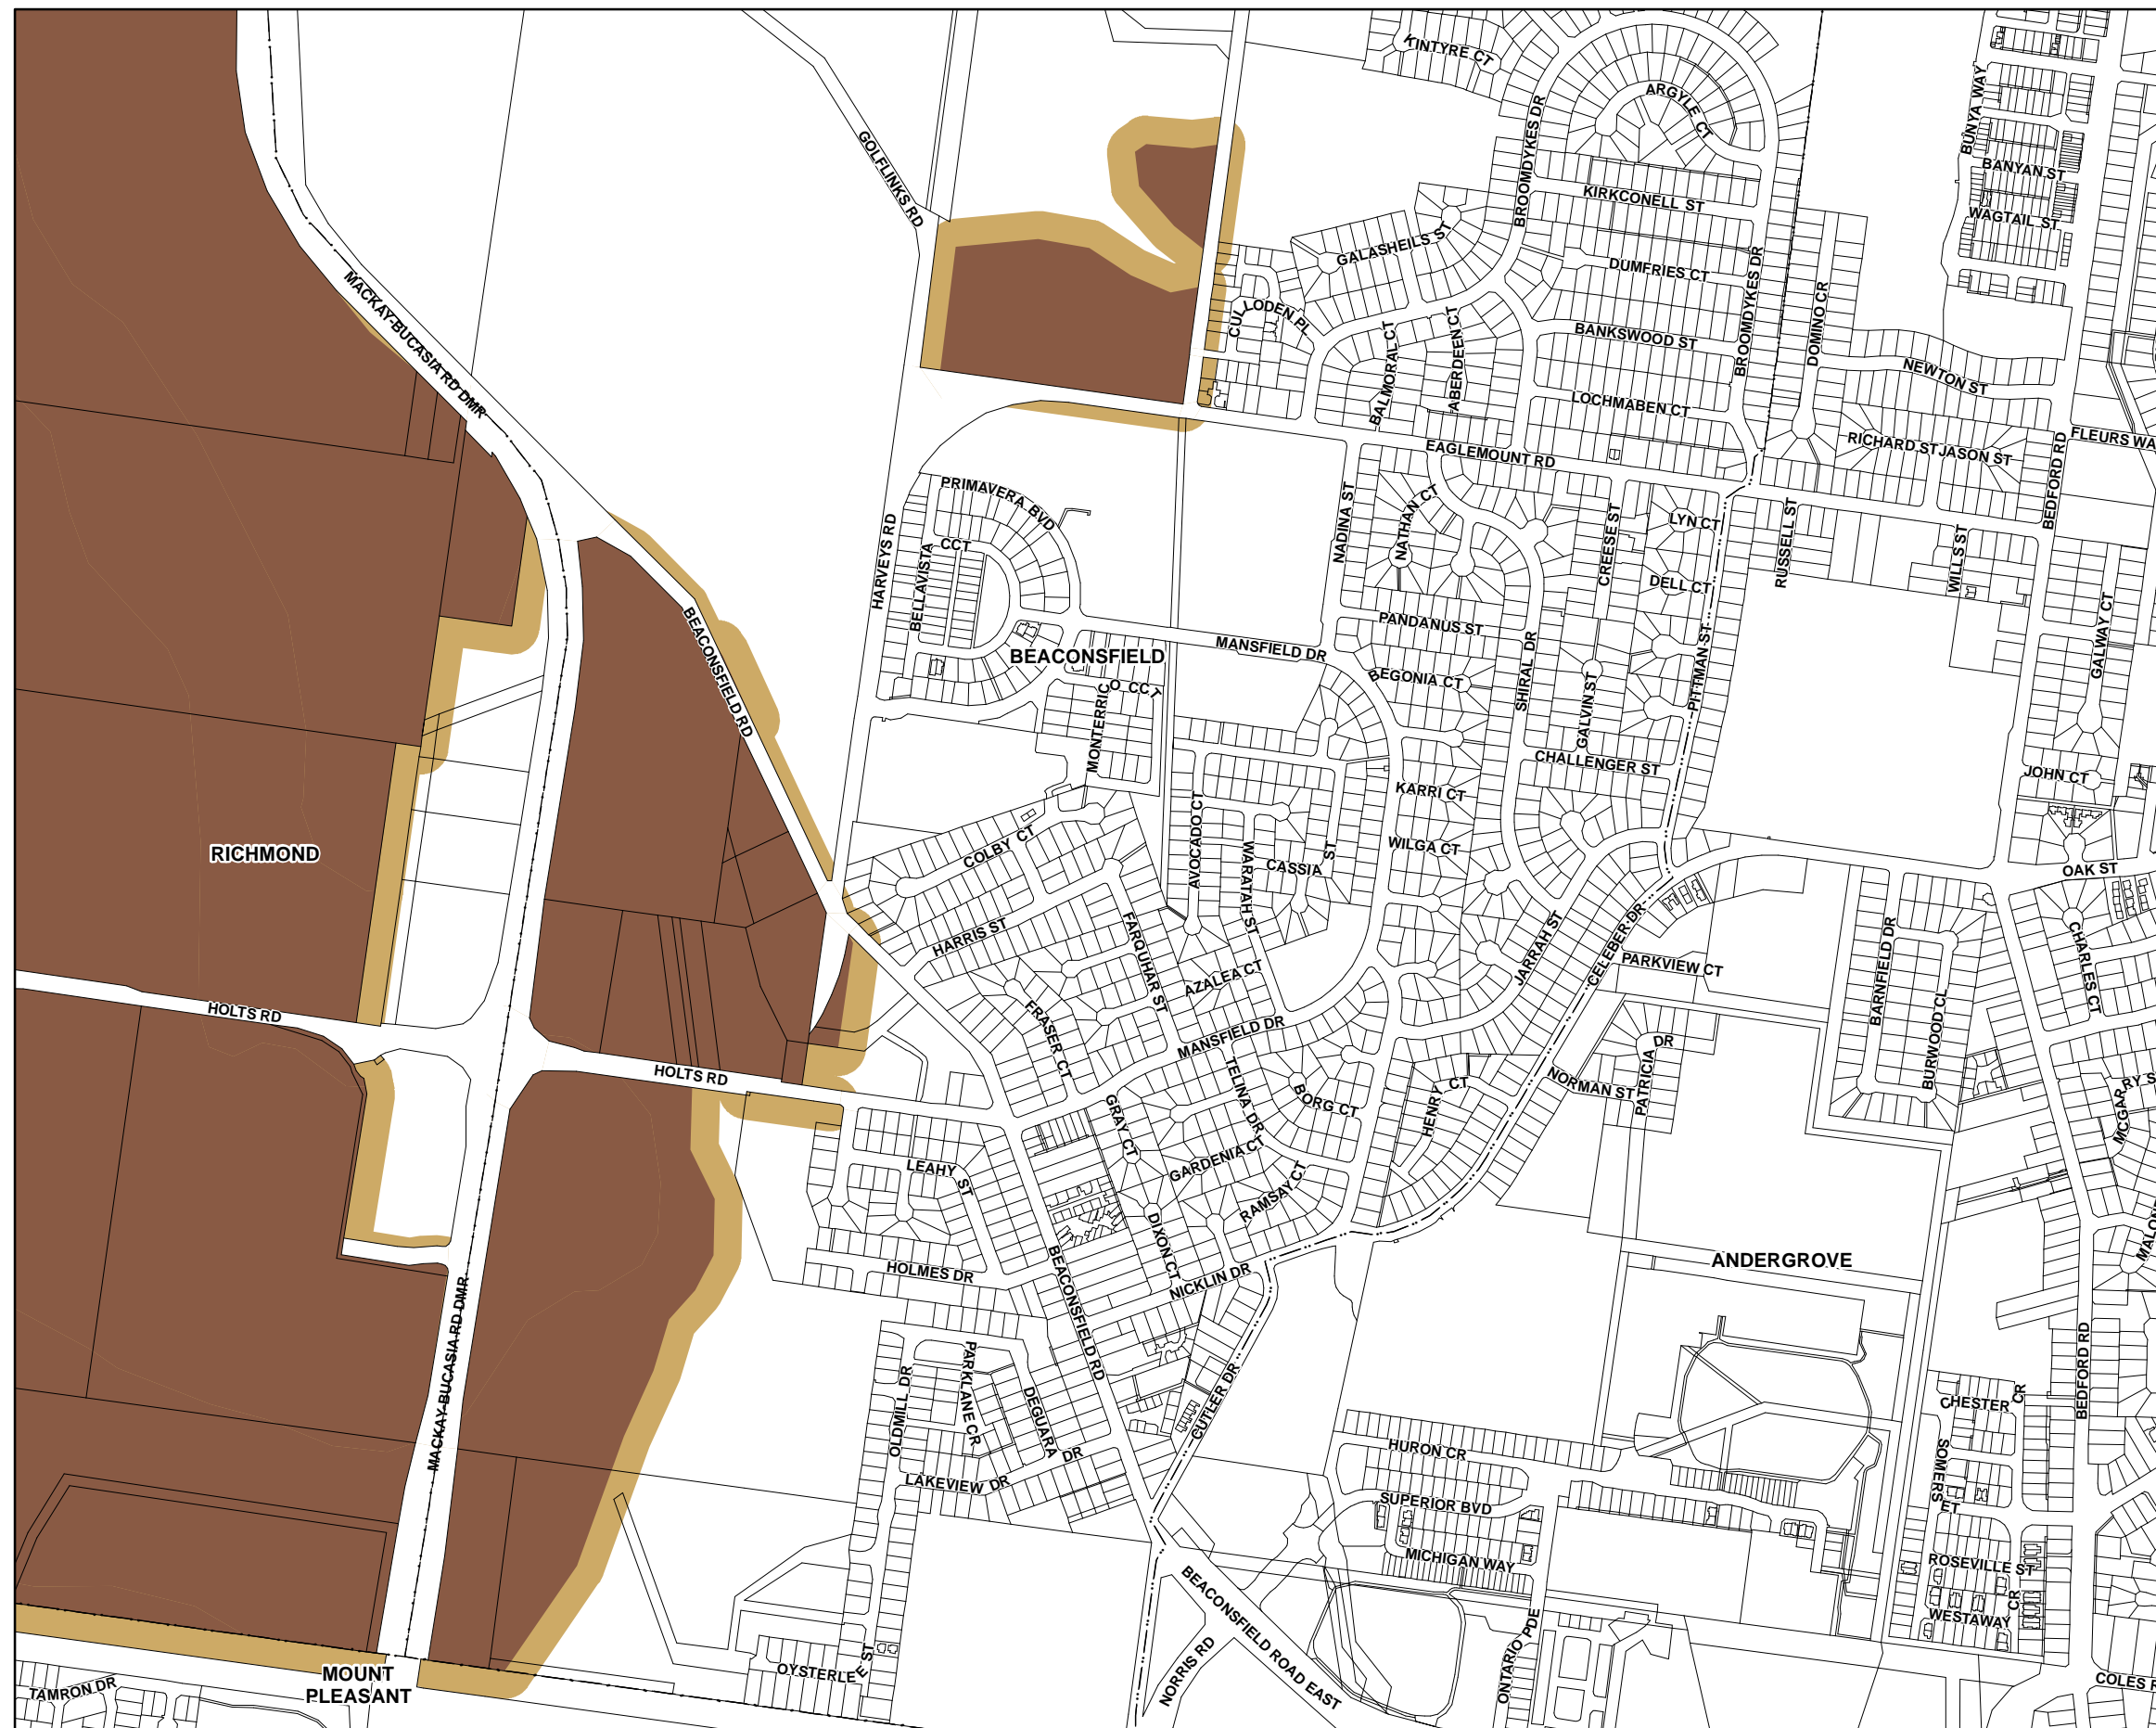 KINTYRE CT
ARGYLE CT
BROOMDYKES DR
BUNYA WAY
BANYAN ST
WAGTAIL ST
GOLFLINKS RD
KIRKCONELL ST
GALASHEILS ST
DUMFRIES CT
BROOMDYKES DR
DOMINO CR
MACKAY-BUCASIA RD DMR
CULLODEN PL
BALMORAL CT
ABERDEEN CT
BANKSWOOD ST
NEWTON ST
LOCHMABEN CT
EAGLEMOUNT RD
RICHARD ST
JASON ST
BEDFORD RD
FLEURS WA
PRIMAVERA BVD
NADINA ST
NATHAN CT
CREESE ST
LYN CT
RUSSELL ST
WILLS ST
HARVEYS RD
BELLAVISTA CCT
DELL CT
GALWAY CT
BEACONSFIELD RD
BEACONSFIELD
MANSFIELD DR
PANDANUS ST
SHIRAL DR
PITTMAN ST
BEGONIA CT
GALVIN ST
MONTERRICO CCT
CHALLENGER ST
JOHN CT
KARRI CT
RICHMOND
COLBY CT
AVOCADO CT
WARATAH ST
CASSIA ST
WILGA CT
OAK ST
HARRIS ST
FARQUHAR ST
JARRAH ST
CELEBER DR
BARNFIELD DR
CHARLES CT
PARKVIEW CT
AZALEA CT
HOLTS RD
FRASER CT
MANSFIELD DR
PATRICIA DR
BURWOOD CL
HOLTS RD
TELINA DR
BORG CT
HENRY CT
NORMAN ST
GRAY CT
MCGARRY S
LEAHY ST
GARDENIA CT
RAMSAY CT
DIXON CT
MALON
HOLMES DR
BEACONSFIELD RD
NICKLIN DR
ANDERGROVE
MACKAY-BUCASIA RD DMR
OLDMILL DR
PARKLANE CR
DEGUARA DR
CUTLER DR
BEDFORD RD
CHESTER CR
HURON CR
LAKEVIEW DR
SOMERSET
SUPERIOR BVD
MICHIGAN WAY
ROSEVILLE ST
WESTAWAY CR
BEACONSFIELD ROAD EAST
NORRIS RD
ONTARIO PDE
MOUNT
PLEASANT
OYSTERLEE ST
TAMRON DR
COLES R